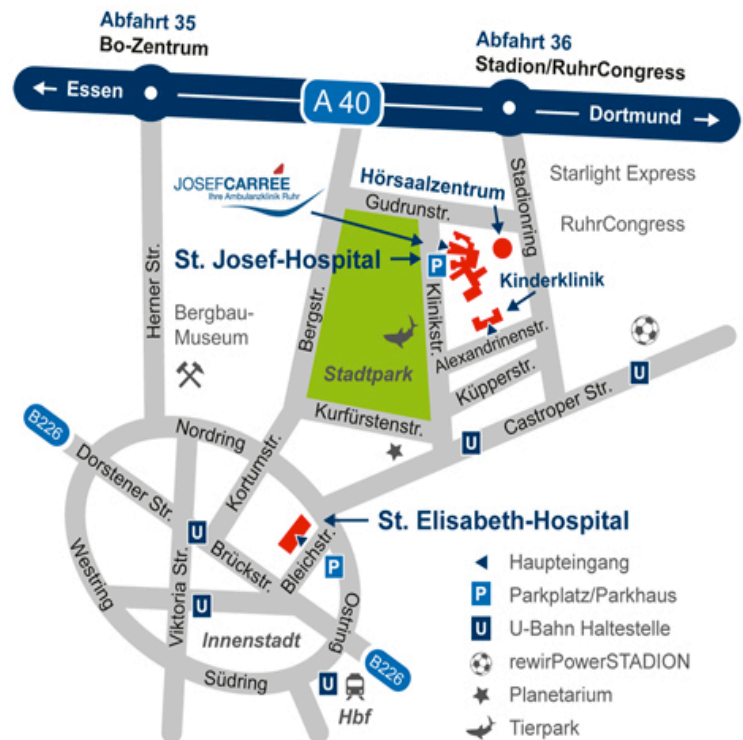 Abfahrt 35
Bo-Zentrum
Abfahrt 36
Stadion/RuhrCongress
← Essen
A 40
Dortmund →
JOSEFCARRÉE
Ihre Ambulanzklinik Ruhr
Hörsaalzentrum
Gudrunstr.
Stadionring
Starlight Express
RuhrCongress
St. Josef-Hospital
P
Kinderklinik
Herner Str.
Bergstr.
Klinikstr.
Bergbau-
Museum
Stadtpark
Alexandrinenstr.
Küpperstr.
U
Castroper Str.
U
Kurfürstenstr.
B226
Nordring
Dorstener Str.
Kortumstr.
U
Brückstr.
Bleichstr.
St. Elisabeth-Hospital
P
Westring
Viktoria Str.
U
Innenstadt
Ostring
B226
Südring
U
Hbf
Haupteingang
P Parkplatz/Parkhaus
U U-Bahn Haltestelle
rewirPowerSTADION
Planetarium
Tierpark